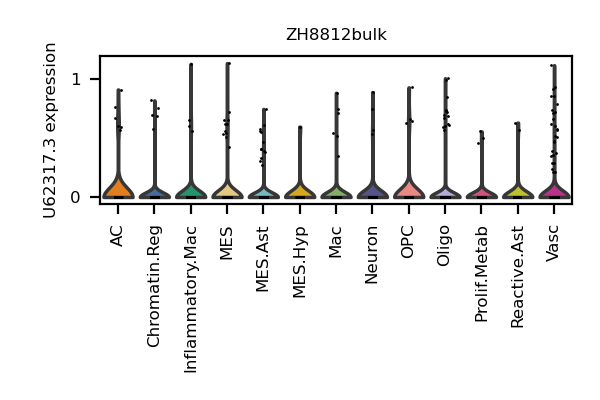 ZH8812bulk
U62317.3 expression
1
0
AC
Chromatin.Reg
Inflammatory.Mac
MES
MES.Ast
MES.Hyp
Mac
Neuron
OPC
Oligo
Prolif.Metab
Reactive.Ast
Vasc